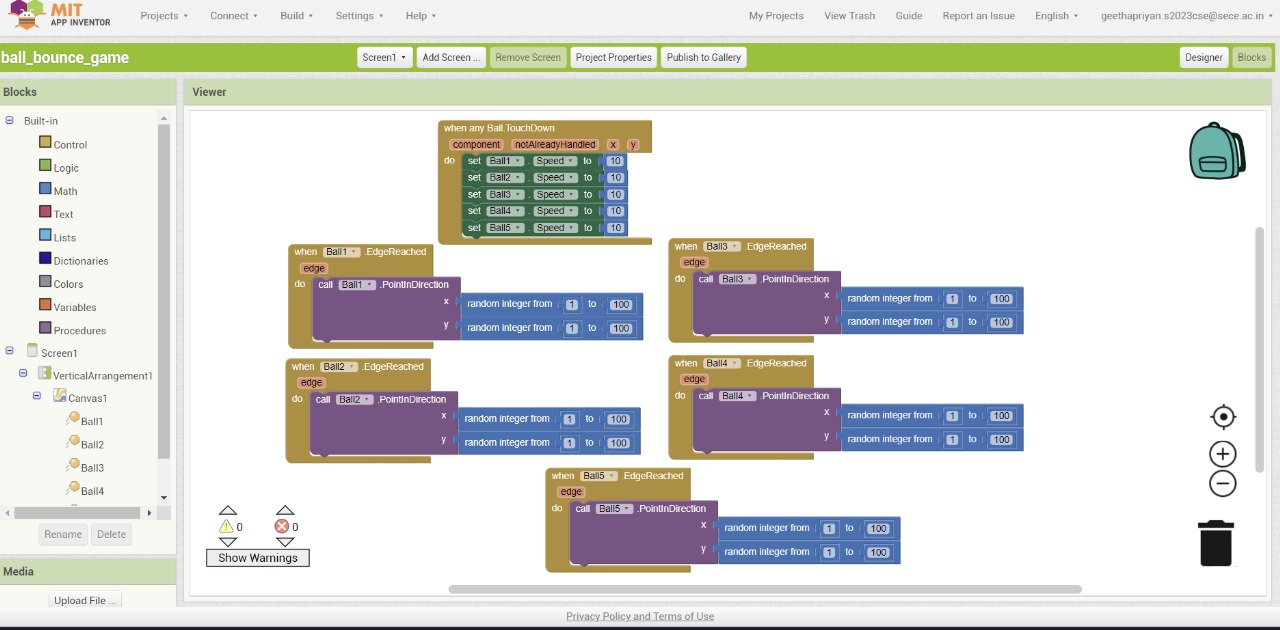 MIT
APP INVENTOR
Projects Connect Build Settings Help My Projects View Trash Guide Report an Issue English geethapriyan.s2023cse@sece.ac.in
ball_bounce_game Screen1 Add Screen ... Remove Screen Project Properties Publish to Gallery Designer Blocks
Blocks
Built-in
Control
Logic
Math
Text
Lists
Dictionaries
Colors
Variables
Procedures
Screen1
VerticalArrangement1
Canvas1
Ball1
Ball2
Ball3
Ball4
Rename Delete
Media
Upload File ...
Viewer
when any Ball.TouchDown
component notAlreadyHandled x y
do set Ball1 . Speed to 10
set Ball2 . Speed to 10
set Ball3 . Speed to 10
set Ball4 . Speed to 10
set Ball5 . Speed to 10
when Ball1 .EdgeReached
edge
do call Ball1 .PointInDirection
x random integer from 1 to 100
y random integer from 1 to 100
when Ball3 .EdgeReached
edge
do call Ball3 .PointInDirection
x random integer from 1 to 100
y random integer from 1 to 100
when Ball2 .EdgeReached
edge
do call Ball2 .PointInDirection
x random integer from 1 to 100
y random integer from 1 to 100
when Ball4 .EdgeReached
edge
do call Ball4 .PointInDirection
x random integer from 1 to 100
y random integer from 1 to 100
when Ball5 .EdgeReached
edge
do call Ball5 .PointInDirection
x random integer from 1 to 100
y random integer from 1 to 100
0 0
Show Warnings
Privacy Policy and Terms of Use